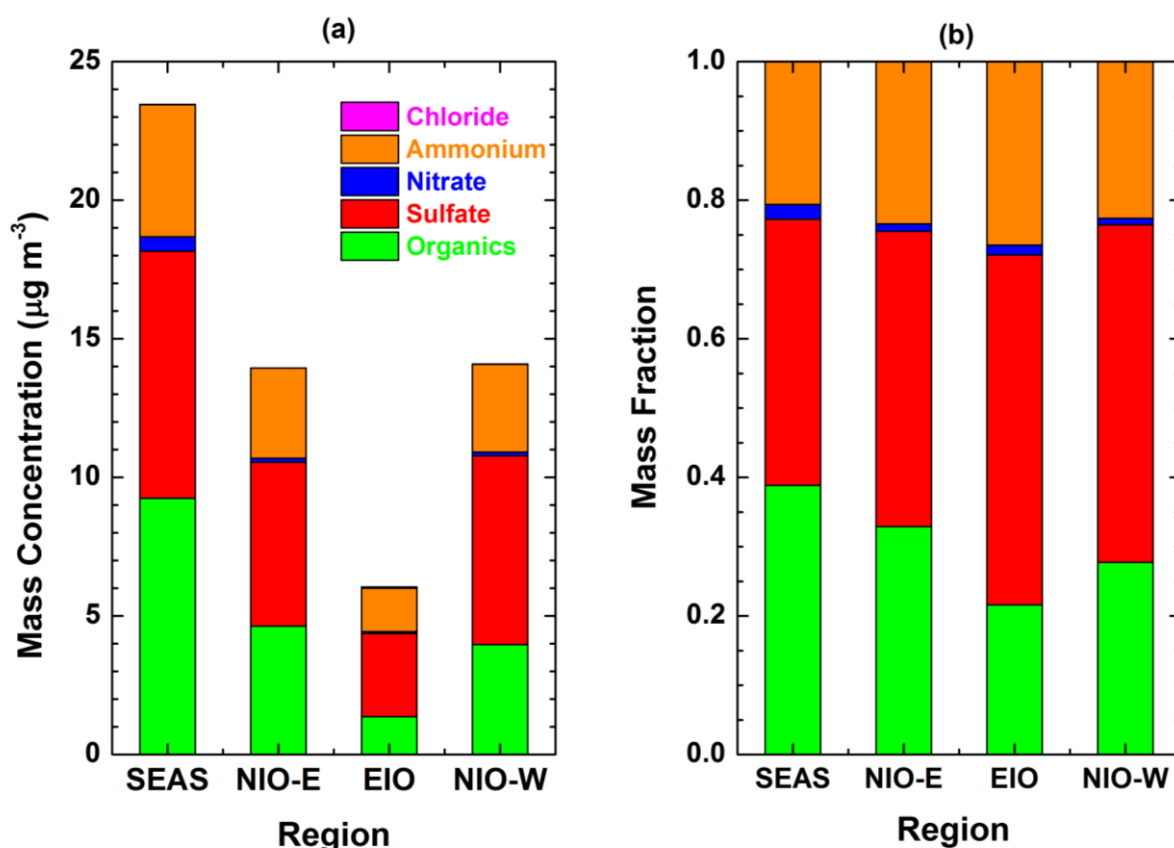 (a)
Mass Concentration (μg m⁻³)
25
20
15
10
5
0
Chloride
Ammonium
Nitrate
Sulfate
Organics
SEAS NIO-E EIO NIO-W
Region
(b)
Mass Fraction
1.0
0.8
0.6
0.4
0.2
0.0
SEAS NIO-E EIO NIO-W
Region